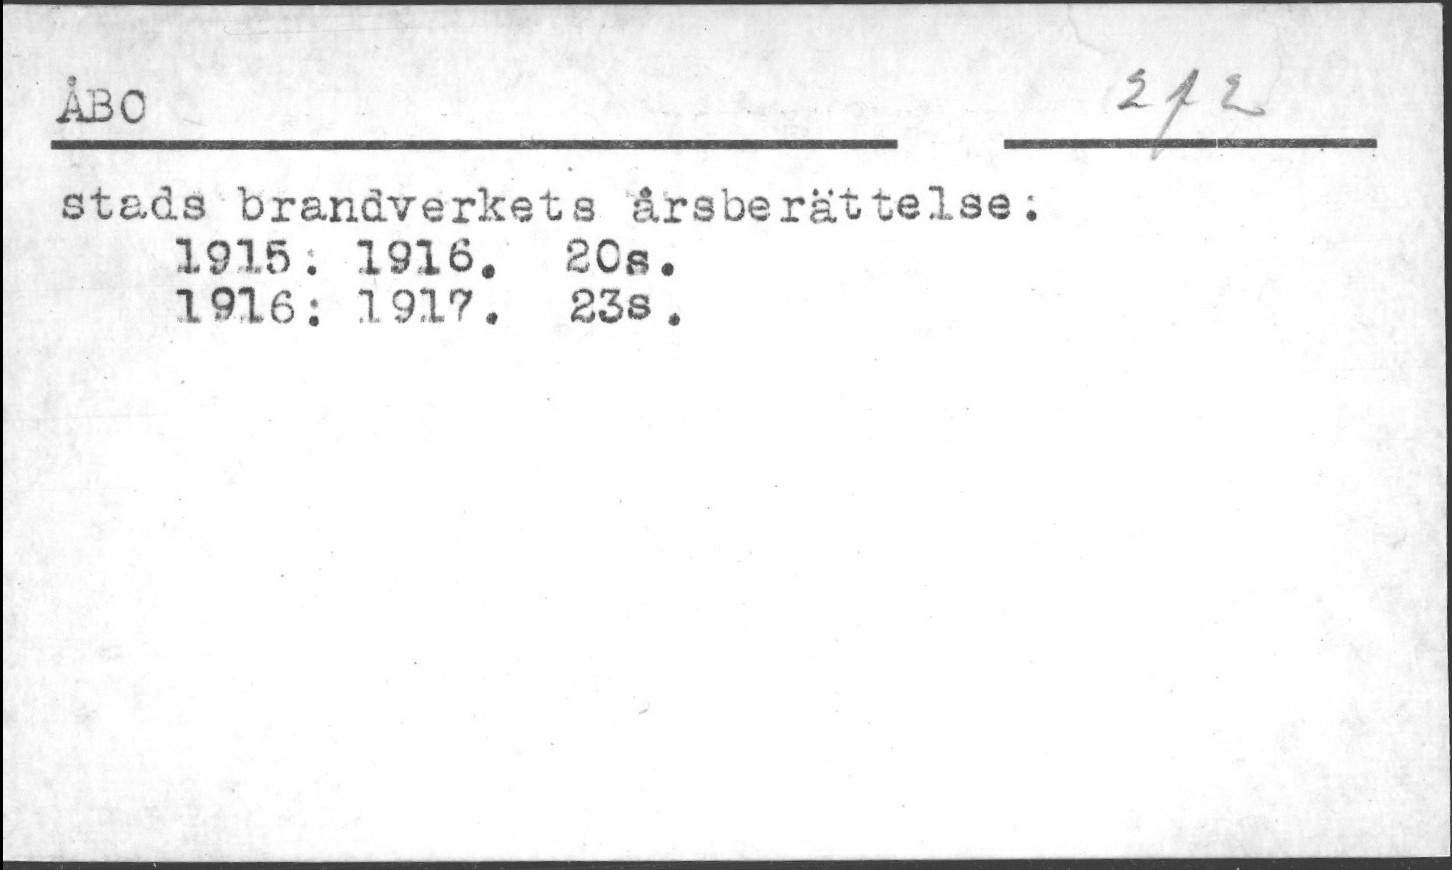 ÅBO
2/2
stads brandverkets årsberättelse:
1915: 1916. 20s.
1916: 1917. 23s.